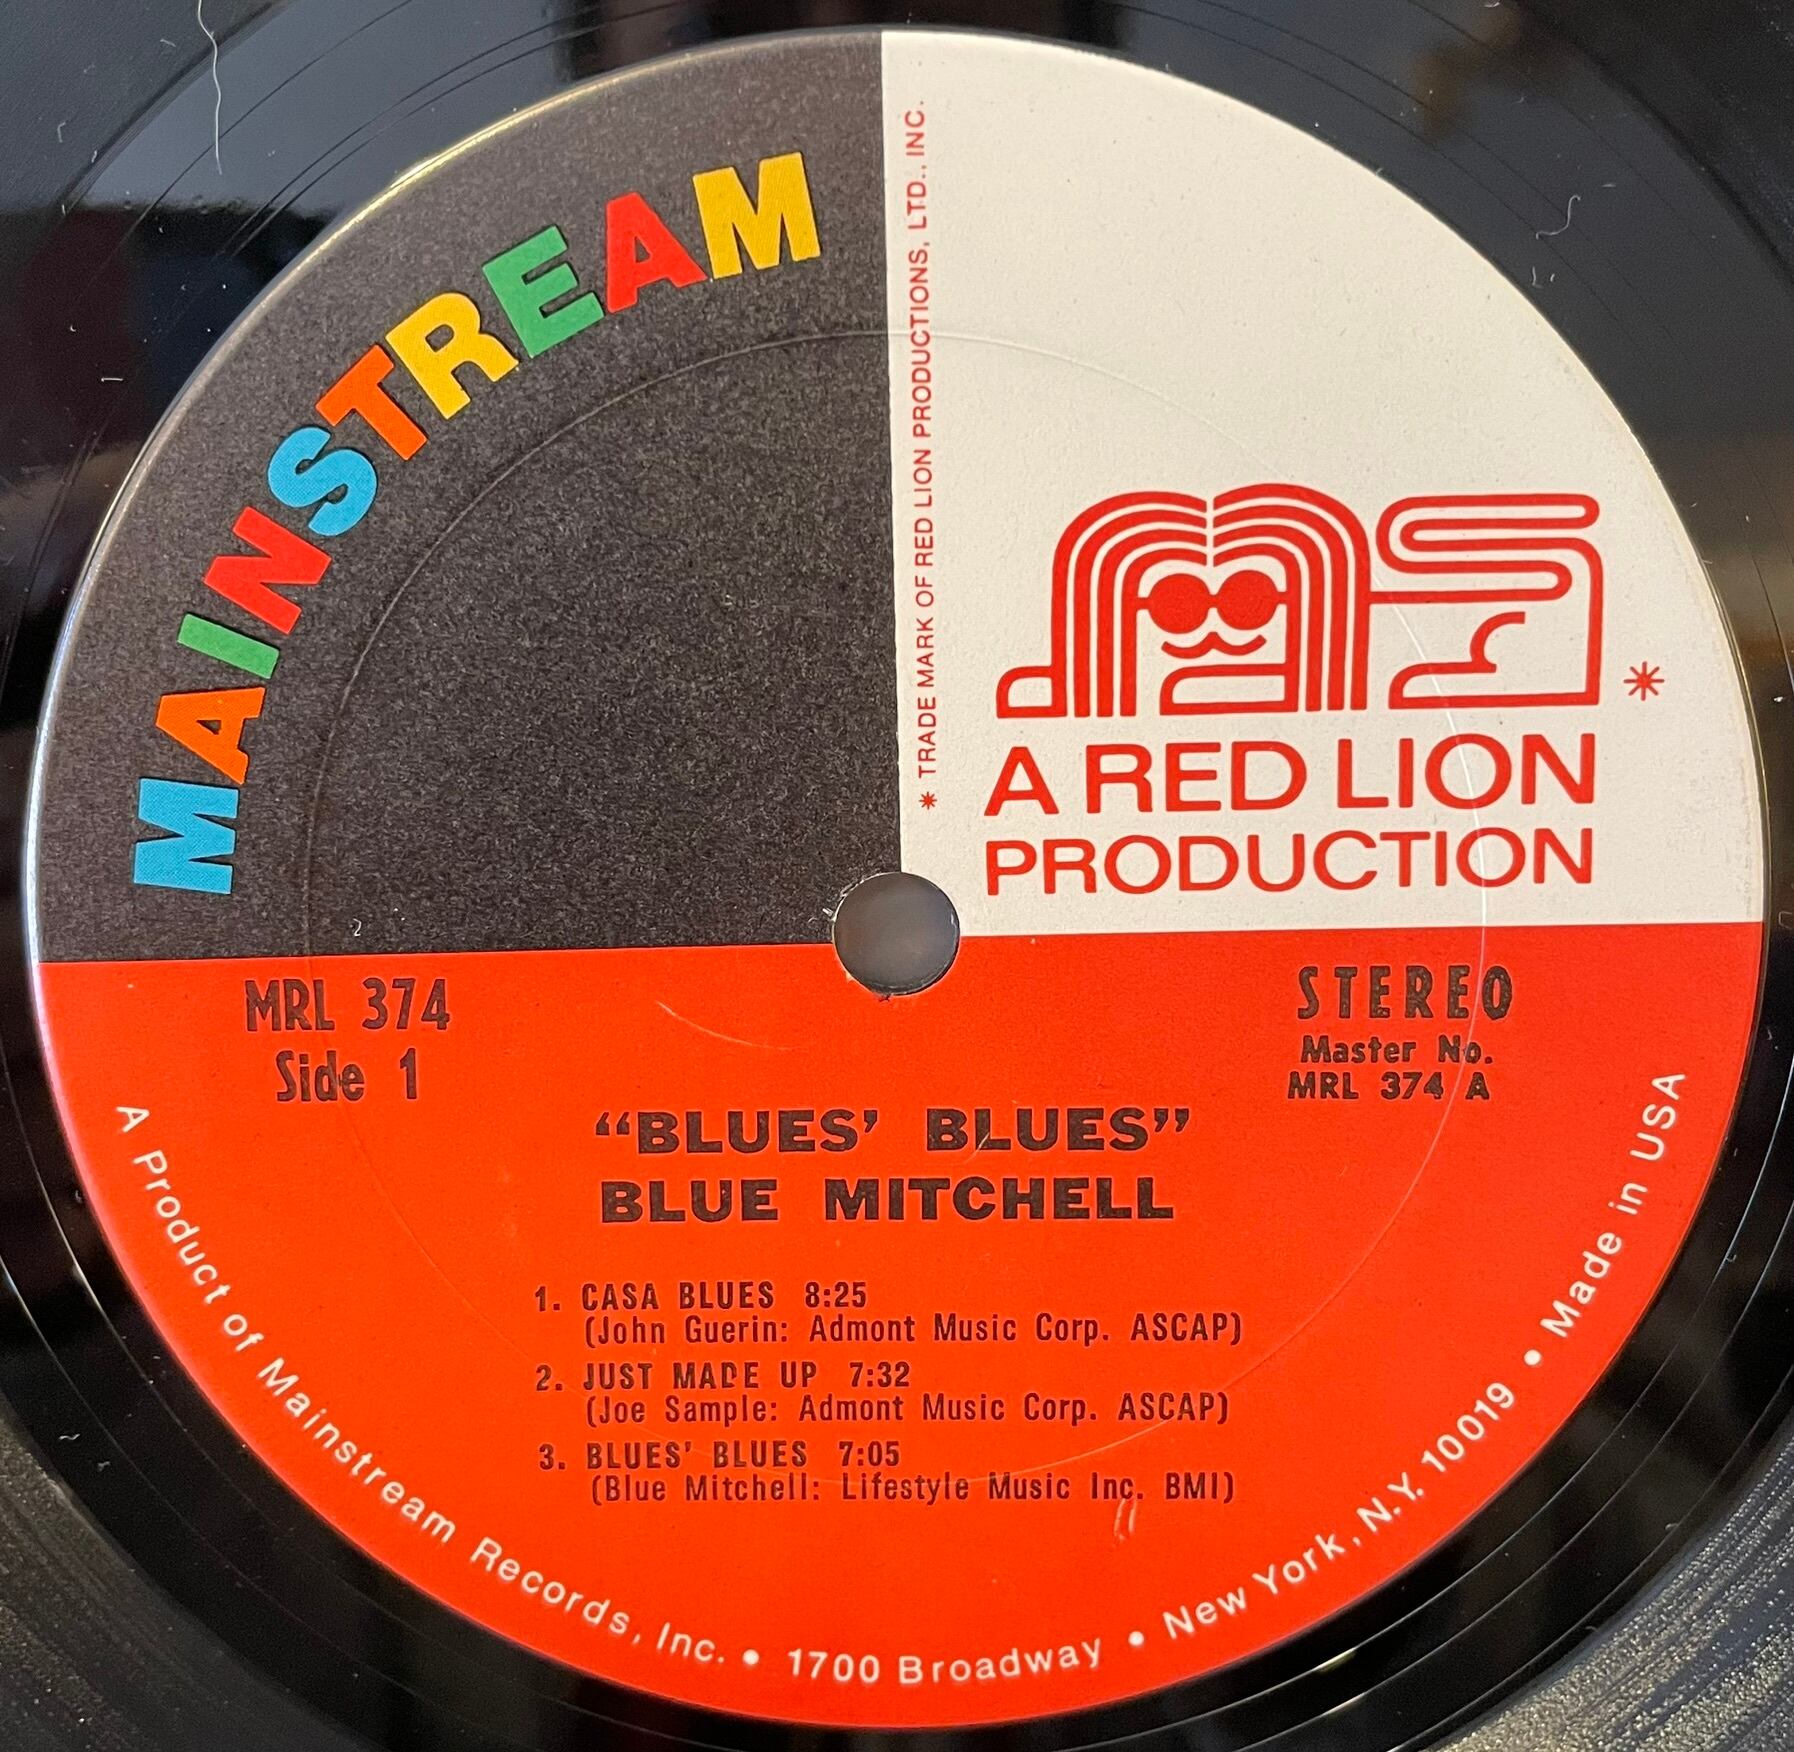 MAINSTREAM
* TRADE MARK OF RED LION PRODUCTIONS, LTD., INC.
*
A RED LION
PRODUCTION
MRL 374
Side 1
STEREO
Master No.
MRL 374 A
“BLUES’ BLUES”
BLUE MITCHELL
1. CASA BLUES 8:25
(John Guerin: Admont Music Corp. ASCAP)
2. JUST MADE UP 7:32
(Joe Sample: Admont Music Corp. ASCAP)
3. BLUES’ BLUES 7:05
(Blue Mitchell: Lifestyle Music Inc. BMI)
A Product of Mainstream Records, Inc. • 1700 Broadway • New York, N.Y. 10019 • Made in USA